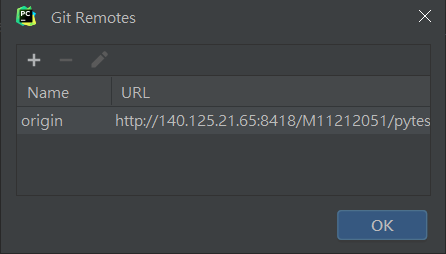 PC
Git Remotes
Name URL
origin http://140.125.21.65:8418/M11212051/pytes
OK